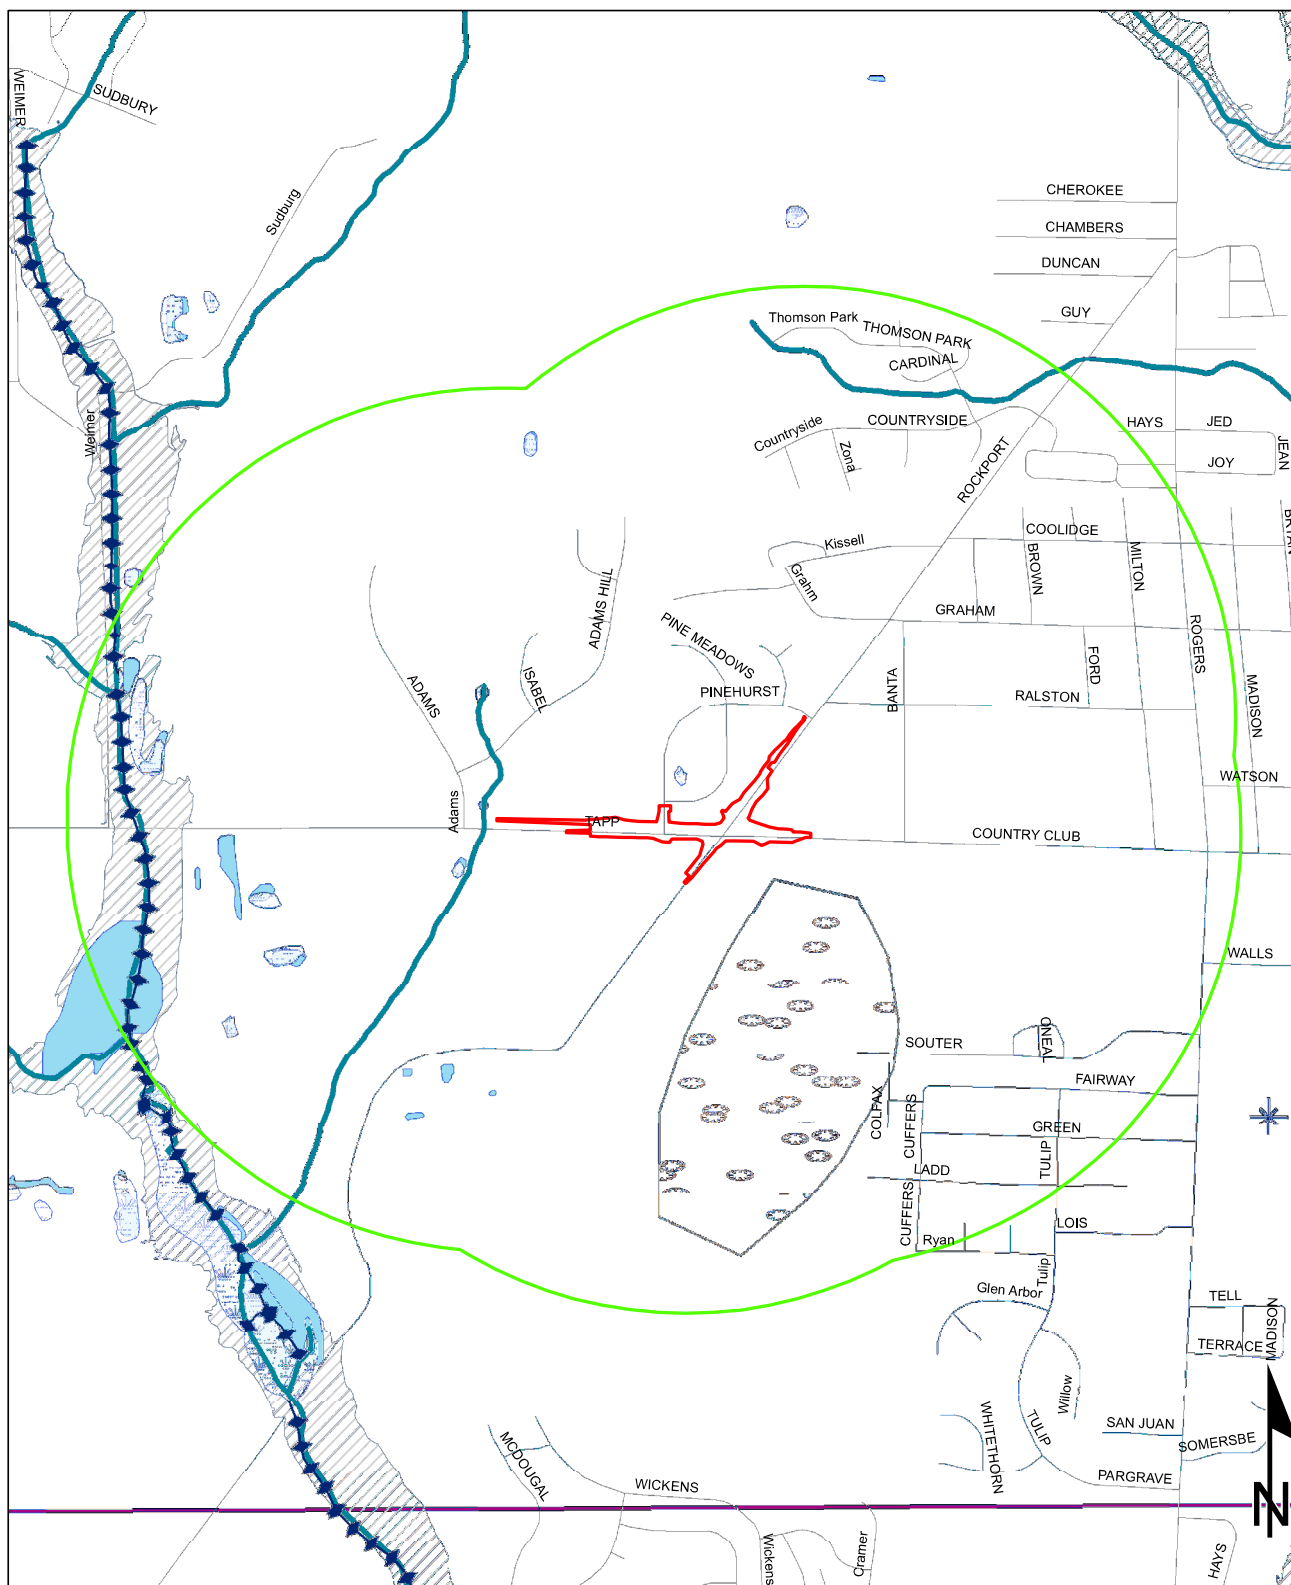 WEIMER
SUDBURY
Sudburg
CHEROKEE
CHAMBERS
DUNCAN
GUY
Thomson Park
THOMSON PARK
CARDINAL
Weimer
Countryside
COUNTRYSIDE
Zona
HAYS
JED
JEAN
JOY
ROCKPORT
COOLIDGE
BRYAN
Kissell
BROWN
MILTON
Grahm
ADAMS HILL
GRAHAM
PINE MEADOWS
ROGERS
FORD
ADAMS
ISABEL
PINEHURST
BANTA
RALSTON
MADISON
WATSON
Adams
TAPP
COUNTRY CLUB
WALLS
SOUTER
ONEAL
FAIRWAY
COLFAX
CUFFERS
GREEN
TULIP
LADD
CUFFERS
LOIS
Ryan
Tulip
Glen Arbor
TELL
MADISON
TERRACE
Willow
WHITETHORN
TULIP
SAN JUAN
SOMERSBE
MCDOUGAL
PARGRAVE
WICKENS
N
Wickens
Cramer
HAYS